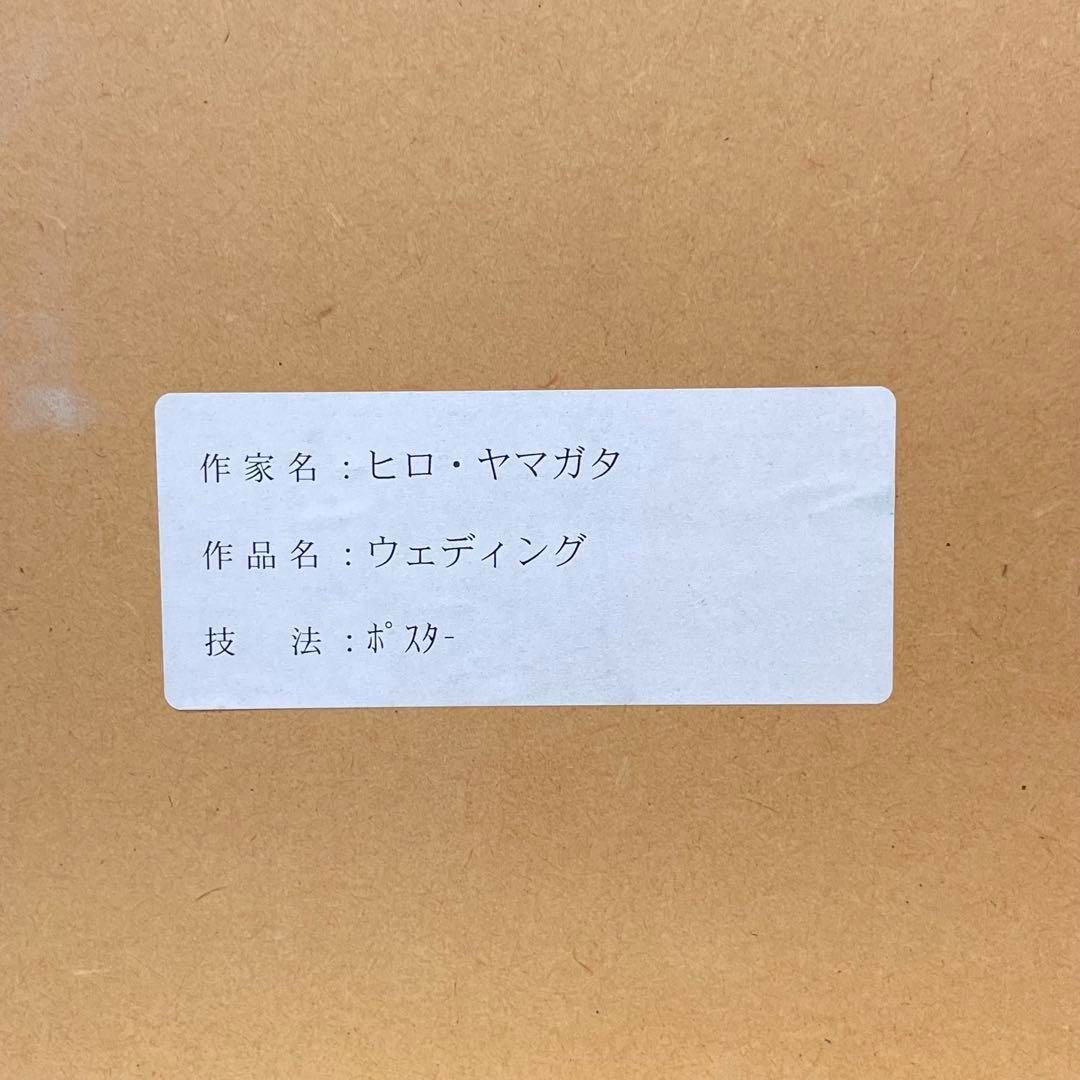 作家名：ヒロ・ヤマガタ
作品名：ウェディング
技　法：ﾎﾟｽﾀｰ